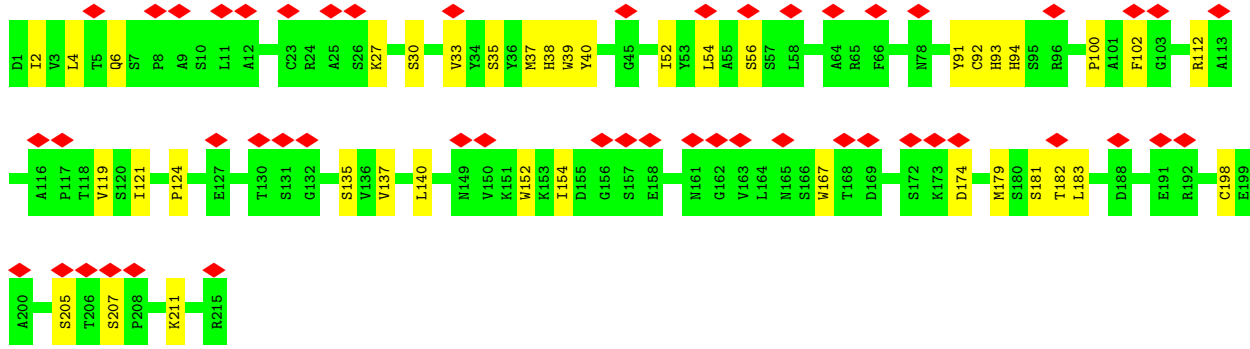 D1 I2 V3 L4 T5 Q6 S7 P8 A9 S10 L11 A12 C23 R24 A25 S26 K27 S30 V33 Y34 S35 Y36 M37 H38 W39 Y40 G45 I52 Y53 L54 A55 S56 S57 L58 A64 R65 F66 N78 Y91 C92 H93 H94 S95 R96 P100 A101 F102 G103 R112 A113
A116 P117 T118 V119 S120 I121 P124 E127 T130 S131 G132 S135 V136 V137 L140 N149 V150 K151 W152 K153 I154 D155 G156 S157 E158 N161 G162 V163 L164 N165 S166 W167 T168 D169 S172 K173 D174 M179 S180 S181 T182 L183 D188 E191 R192 C198 E199
A200 S205 T206 S207 P208 K211 R215